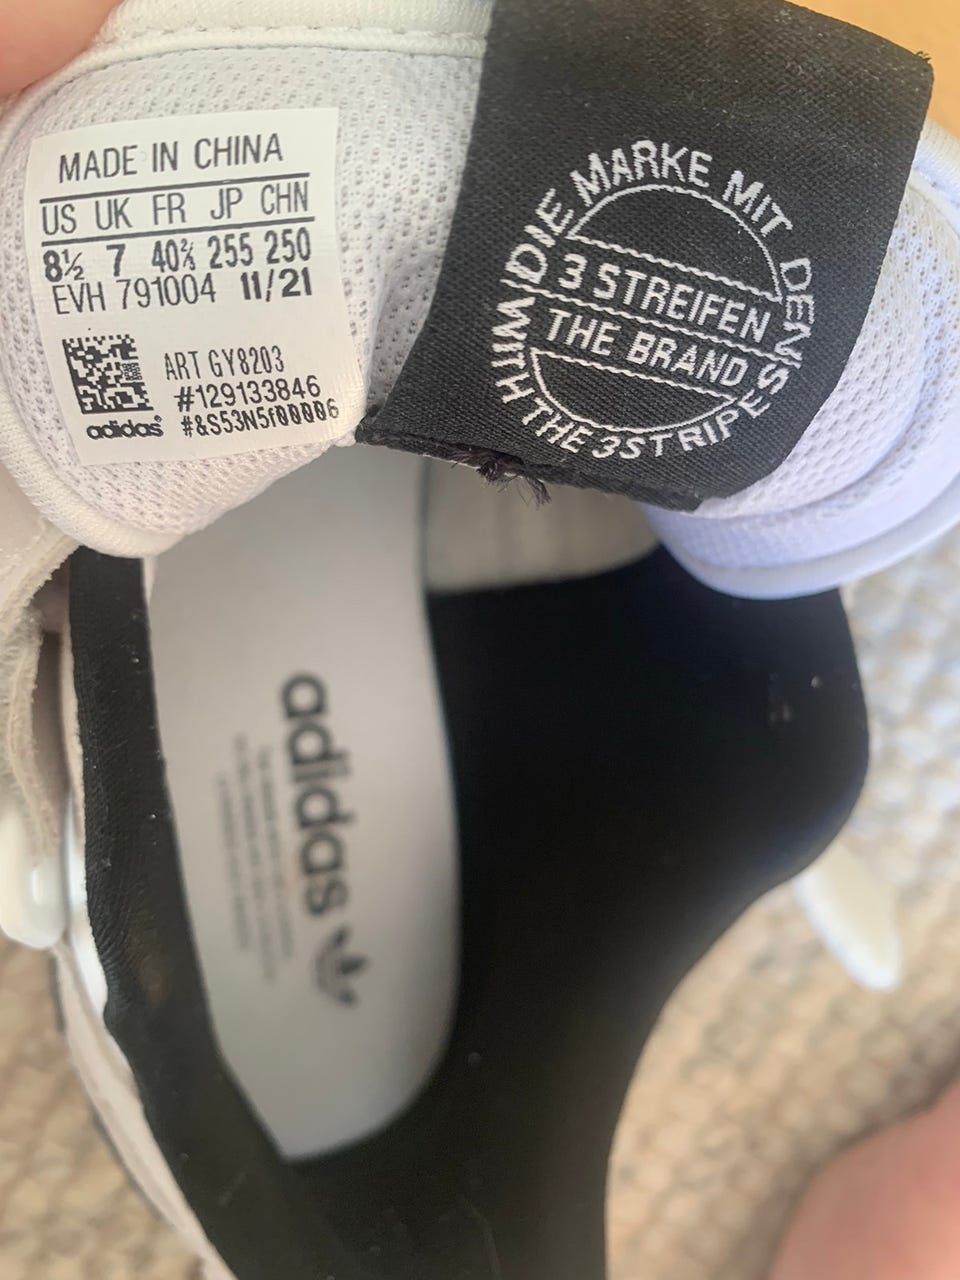 MADE IN CHINA
US UK FR JP CHN
8½ 7 40⅔ 255 250
EVH 791004 11/21
ART GY8203
#129133846
#&S53N5f00006
adidas
DIE MARKE MIT DEN
3 STREIFEN
THE BRAND
WITH THE 3 STRIPES
adidas